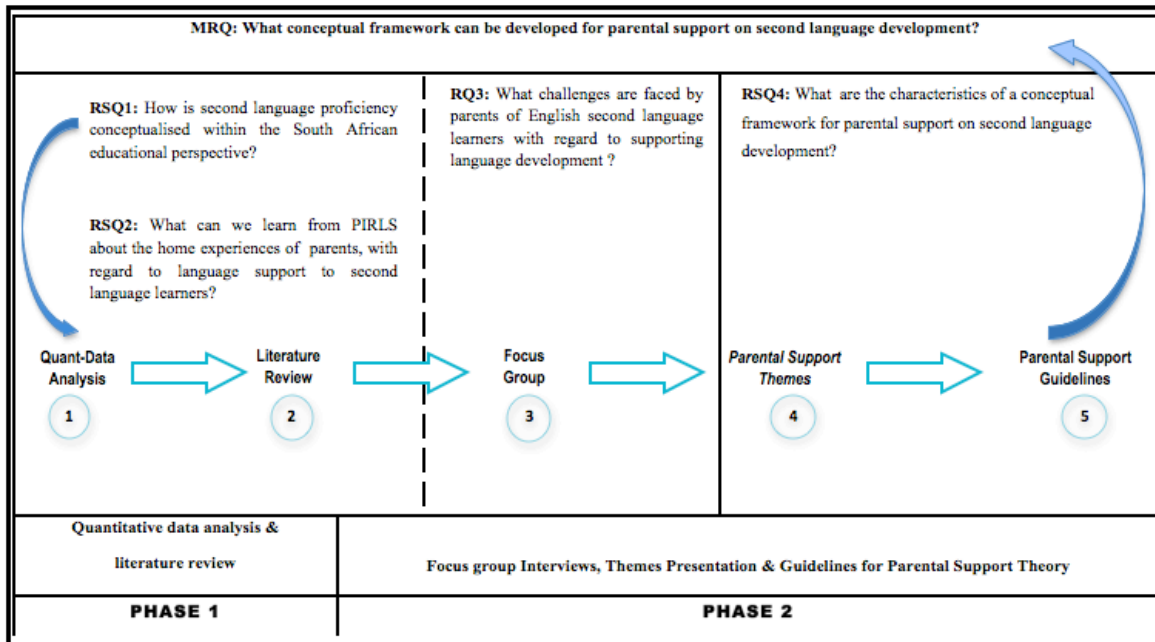 MRQ: What conceptual framework can be developed for parental support on second language development?
RSQ1: How is second language proficiency
conceptualised within the South African
educational perspective?
RSQ2: What can we learn from PIRLS
about the home experiences of parents, with
regard to language support to second
language learners?
RQ3: What challenges are faced by
parents of English second language
learners with regard to supporting
language development ?
RSQ4: What are the characteristics of a conceptual
framework for parental support on second language
development?
Quant-Data
Analysis
1
Literature
Review
2
Focus
Group
3
Parental Support
Themes
4
Parental Support
Guidelines
5
Quantitative data analysis &
literature review
Focus group Interviews, Themes Presentation & Guidelines for Parental Support Theory
PHASE 1
PHASE 2